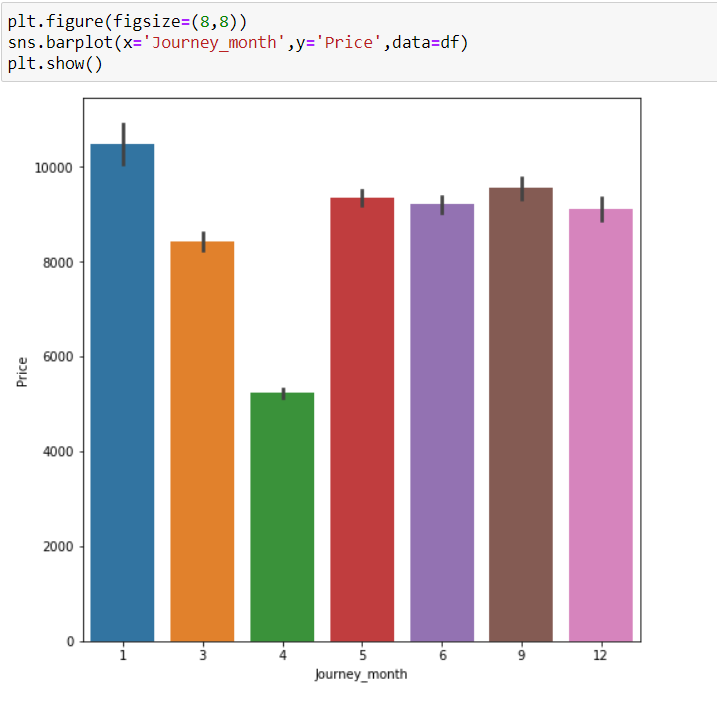 plt.figure(figsize=(8,8))
sns.barplot(x='Journey_month',y='Price',data=df)
plt.show()
10000
8000
6000
4000
2000
0
Price
1 3 4 5 6 9 12
Journey_month